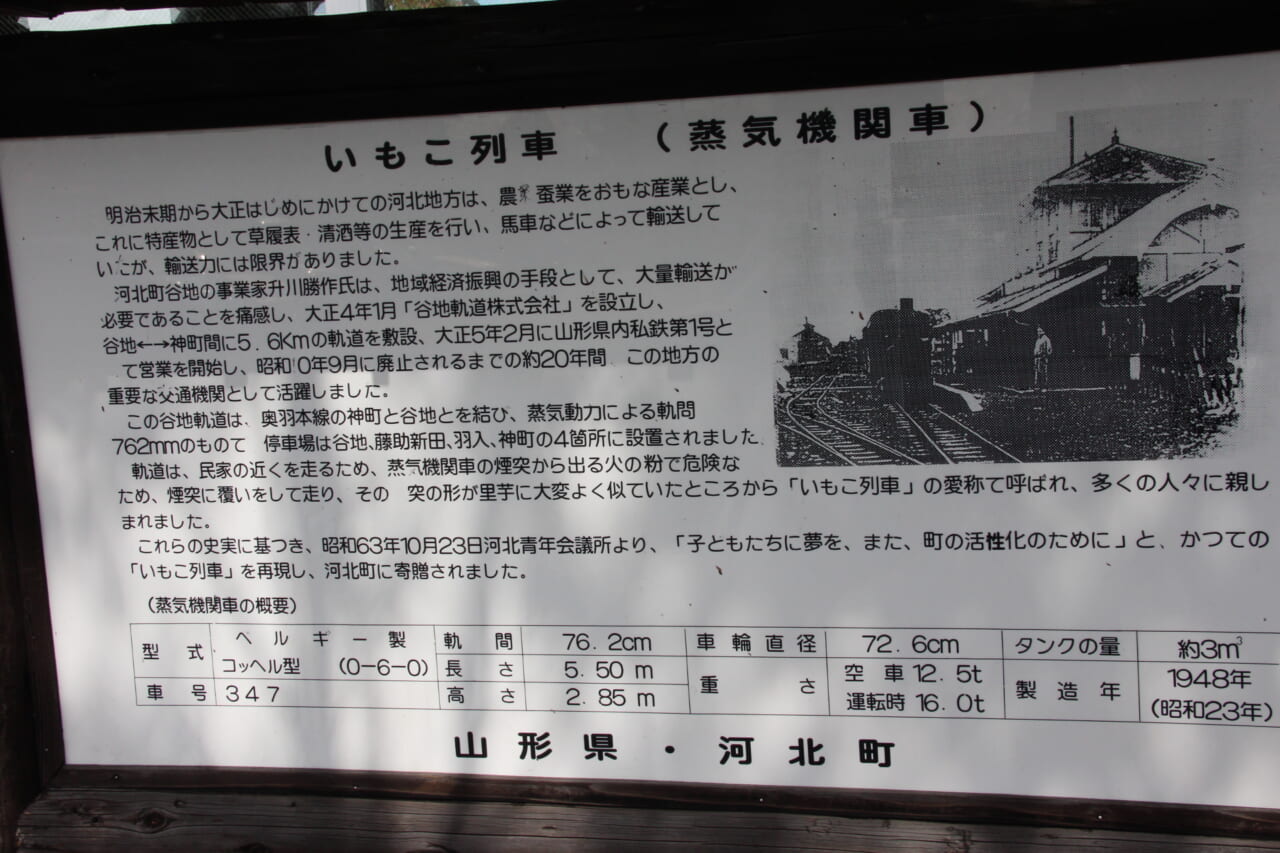 いもこ列車 （蒸気機関車）
明治末期から大正はじめにかけての河北地方は、農 蚕業をおもな産業とし、
これに特産物として草履表・清酒等の生産を行い、馬車などによって輸送して
いたが、輸送力には限界がありました。
河北町谷地の事業家升川勝作氏は、地域経済振興の手段として、大量輸送が
必要であることを痛感し、大正4年1月「谷地軌道株式会社」を設立し、
谷地←→神町間に5.6Kmの軌道を敷設、大正5年2月に山形県内私鉄第1号と
て営業を開始し、昭和10年9月に廃止されるまでの約20年間 この地方の
重要な父通機関として活躍しました。
この谷地軌道は、奥羽本線の神町と谷地とを結び、蒸気動力による軌問
762mmのものて 停車場は谷地、藤助新田、羽入、神町の4箇所に設置されました
軌道は、民家の近くを走るため、蒸気機関車の煙突から出る火の粉で危険な
ため、煙突に覆いをして走り、その 突の形が里芋に大変よく似ていたところから「いもこ列車」の愛称て呼ばれ、多くの人々に親し
まれました。
これらの史実に基つき、昭和63年10月23日河北青年会議所より、「子どもたちに夢を、また、町の活性化のために」と、かつての
「いもこ列車」を再現し、河北町に寄贈されました。
（蒸気機関車の概要）
型式 ベルギー製 軌間 76.2cm 車輪直径 72.6cm タンクの量 約3m³
コッヘル型 （0−6−0） 長さ 5.50m 重さ 空車 12.5t 製造年 1948年
車号 347 高さ 2.85m 運転時 16.0t （昭和23年）
山形県・河北町